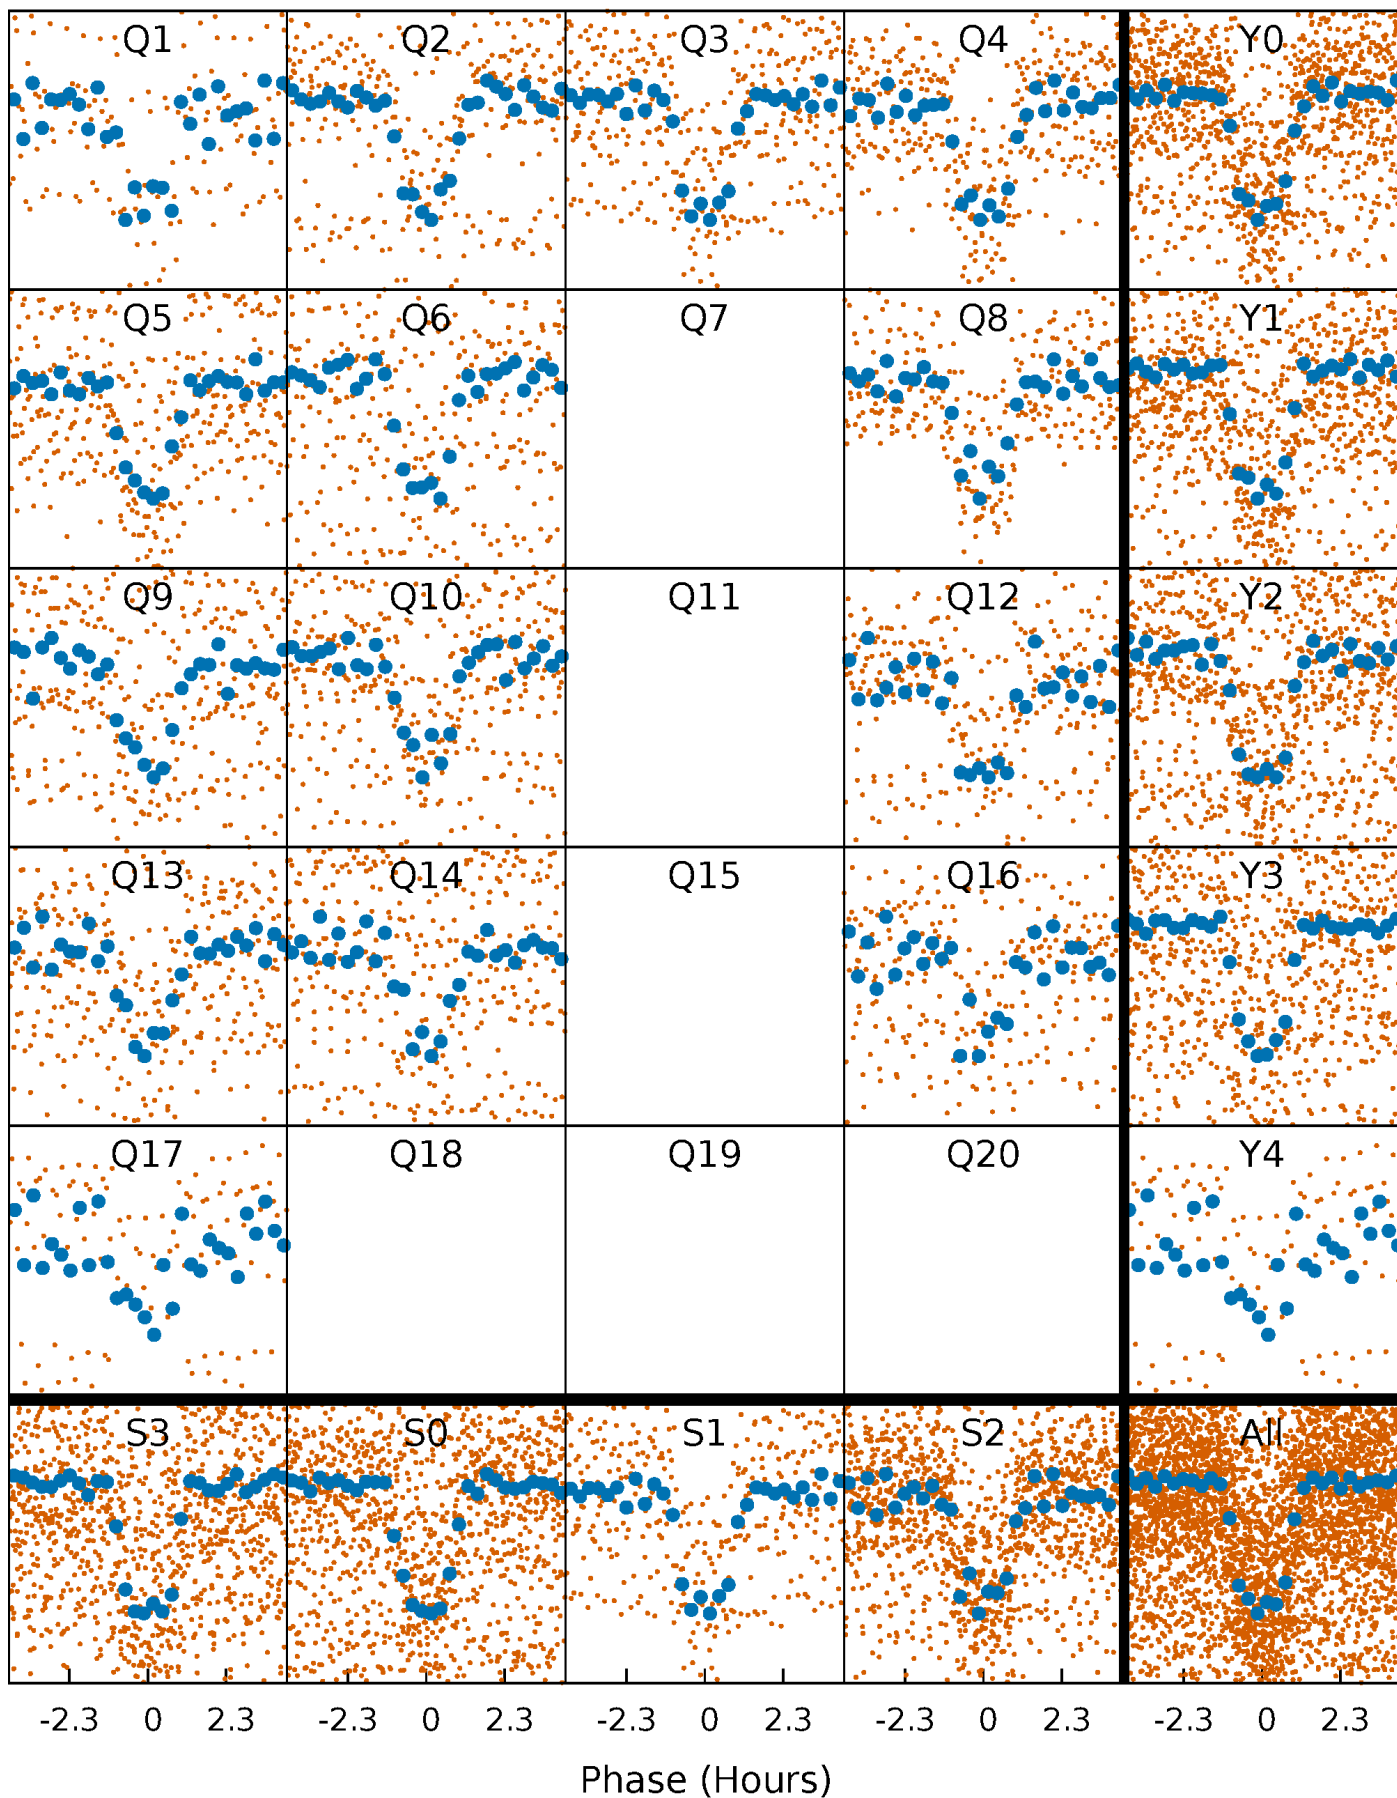 Q1 Q2 Q3 Q4 Y0
Q5 Q6 Q7 Q8 Y1
Q9 Q10 Q11 Q12 Y2
Q13 Q14 Q15 Q16 Y3
Q17 Q18 Q19 Q20 Y4
S3 S0 S1 S2 All
-2.3 0 2.3 -2.3 0 2.3 -2.3 0 2.3 -2.3 0 2.3 -2.3 0 2.3
Phase (Hours)